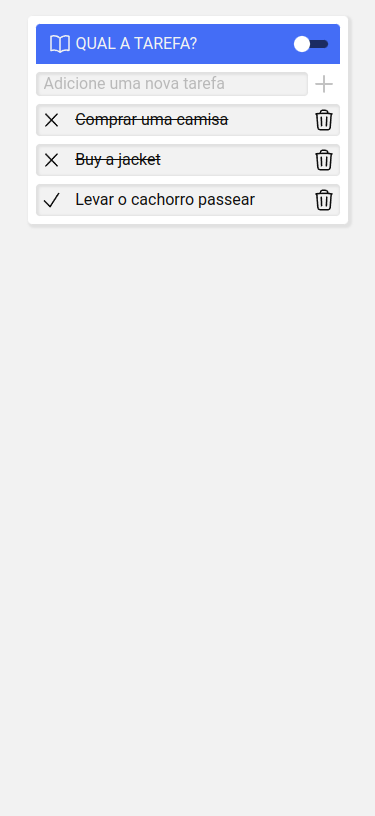 QUAL A TAREFA?
Adicione uma nova tarefa
Comprar uma camisa
Buy a jacket
Levar o cachorro passear